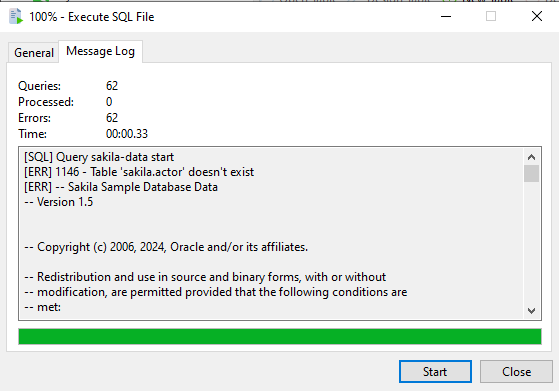 100% - Execute SQL File
General
Message Log
Queries: 62
Processed: 0
Errors: 62
Time: 00:00.33
[SQL] Query sakila-data start
[ERR] 1146 - Table 'sakila.actor' doesn't exist
[ERR] -- Sakila Sample Database Data
-- Version 1.5
-- Copyright (c) 2006, 2024, Oracle and/or its affiliates.
-- Redistribution and use in source and binary forms, with or without
-- modification, are permitted provided that the following conditions are
-- met:
Start
Close